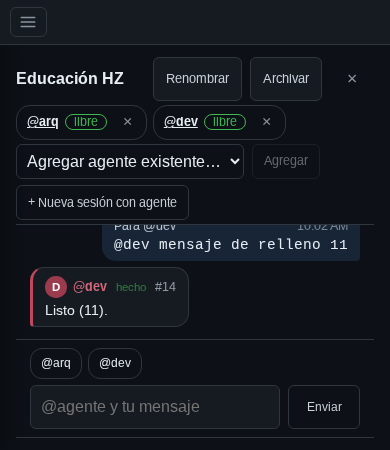 Educación HZ Renombrar Archivar ×
@arq libre × @dev libre ×
Agregar agente existente… Agregar
+ Nueva sesión con agente
Para @dev 10:02 AM
@dev mensaje de relleno 11
D @dev hecho #14
Listo (11).
@arq @dev
@agente y tu mensaje Enviar